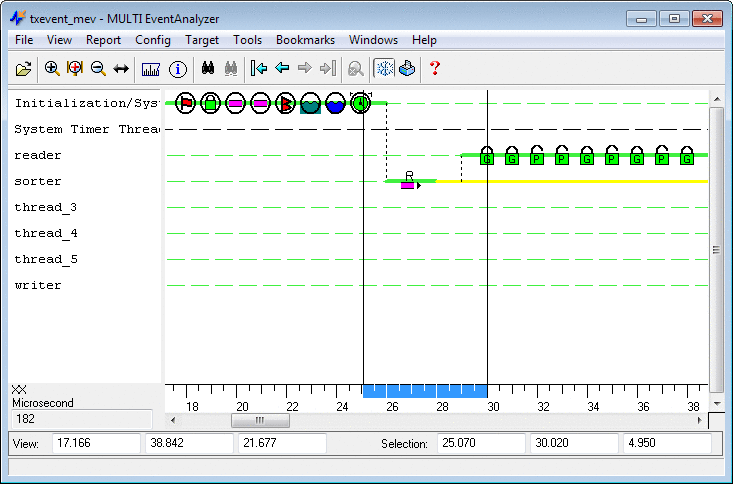 txevent_mev - MULTI EventAnalyzer
File View Event Target Tools Bookmarks Windows Help
Initialization/Sys
System Timer Threa
reader
sorter
thread_3
thread_4
thread_5
writer
R
G G P P G P G P G
XX
Microsecond
182
18 20 22 24 26 28 30 32 34 36 38
View: 17.166 38.842 21.677 Selection: 25.070 30.020 4.950